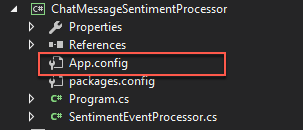 C# ChatMessageSentimentProcessor
Properties
References
App.config
packages.config
C# Program.cs
C# SentimentEventProcessor.cs